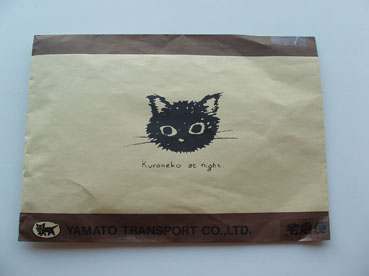 Kuroneko at night.
YAMATO TRANSPORT CO.,LTD. 宅急便